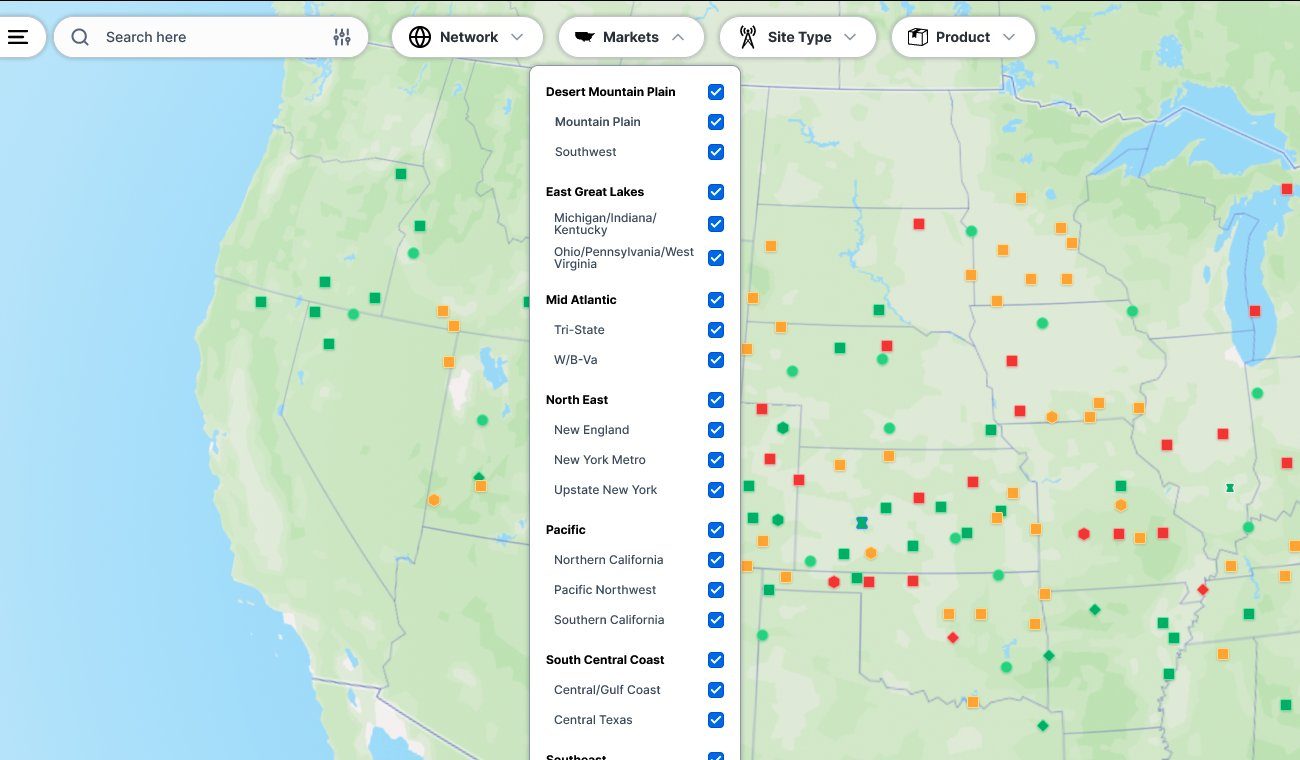 Search here
Network
Markets
Site Type
Product
Desert Mountain Plain
Mountain Plain
Southwest
East Great Lakes
Michigan/Indiana/
Kentucky
Ohio/Pennsylvania/West
Virginia
Mid Atlantic
Tri-State
W/B-Va
North East
New England
New York Metro
Upstate New York
Pacific
Northern California
Pacific Northwest
Southern California
South Central Coast
Central/Gulf Coast
Central Texas
Southeast